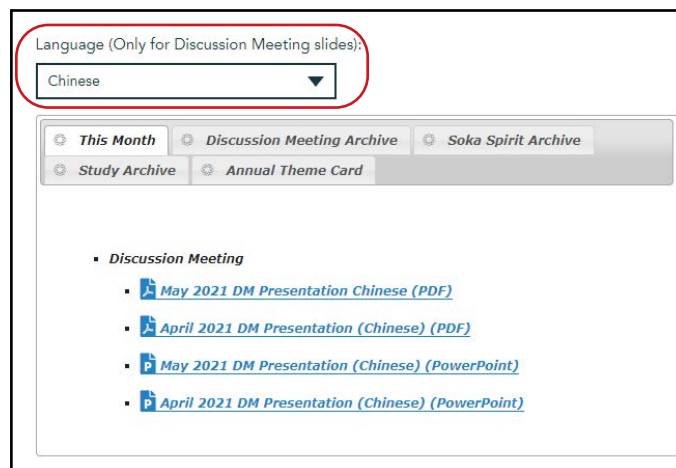 Language (Only for Discussion Meeting slides):
Chinese
This Month Discussion Meeting Archive Soka Spirit Archive
Study Archive Annual Theme Card
Discussion Meeting
May 2021 DM Presentation Chinese (PDF)
April 2021 DM Presentation (Chinese) (PDF)
May 2021 DM Presentation (Chinese) (PowerPoint)
April 2021 DM Presentation (Chinese) (PowerPoint)